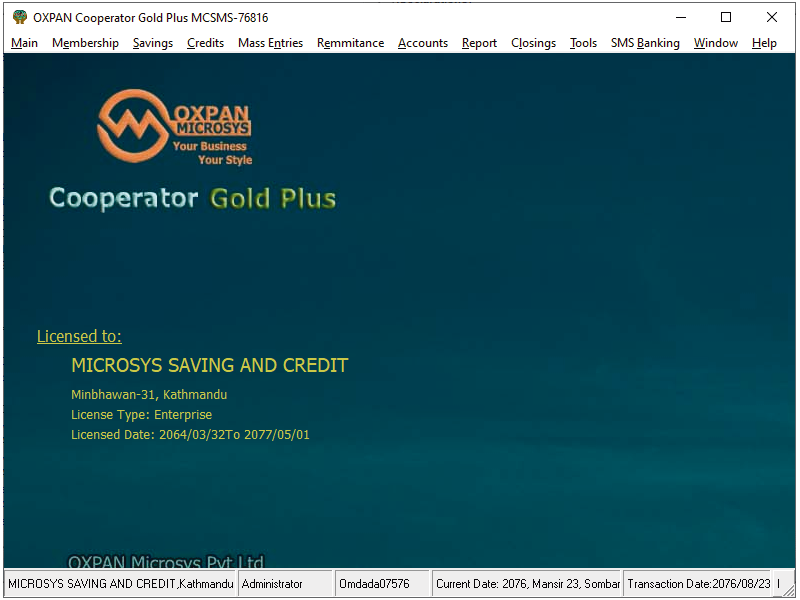 OXPAN Cooperator Gold Plus MCSMS-76816
Main Membership Savings Credits Mass Entries Remmitance Accounts Report Closings Tools SMS Banking Window Help
OXPAN
MICROSYS
Your Business
Your Style
Cooperator Gold Plus
Licensed to:
MICROSYS SAVING AND CREDIT
Minbhawan-31, Kathmandu
License Type: Enterprise
Licensed Date: 2064/03/32To 2077/05/01
OXPAN Microsys Pvt Ltd
MICROSYS SAVING AND CREDIT,Kathmandu Administrator Omdada07576 Current Date: 2076, Mansir 23, Sombar Transaction Date:2076/08/23